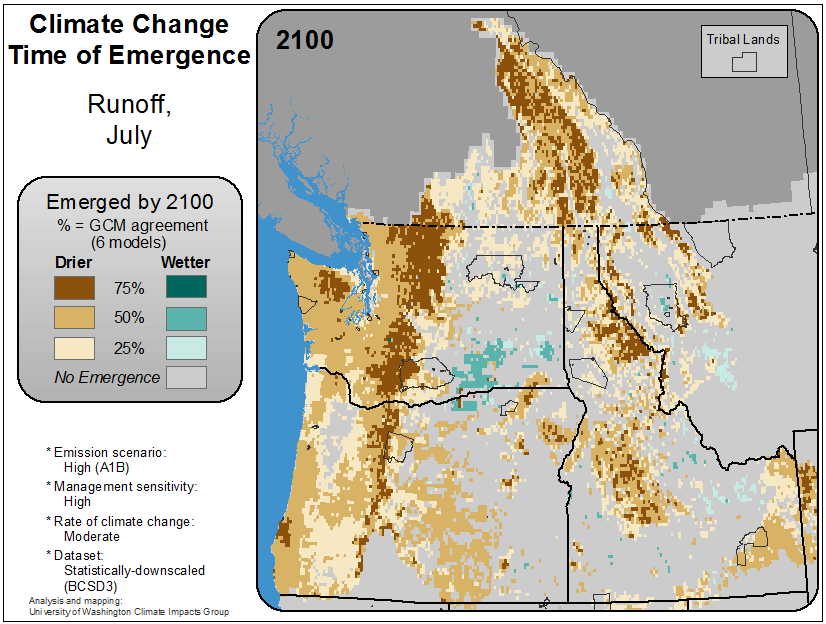 Climate Change
Time of Emergence
Runoff,
July
Emerged by 2100
% = GCM agreement
(6 models)
Drier Wetter
75%
50%
25%
No Emergence
* Emission scenario:
High (A1B)
* Management sensitivity:
High
* Rate of climate change:
Moderate
* Dataset:
Statistically-downscaled
(BCSD3)
Analysis and mapping:
University of Washington Climate Impacts Group
2100
Tribal Lands